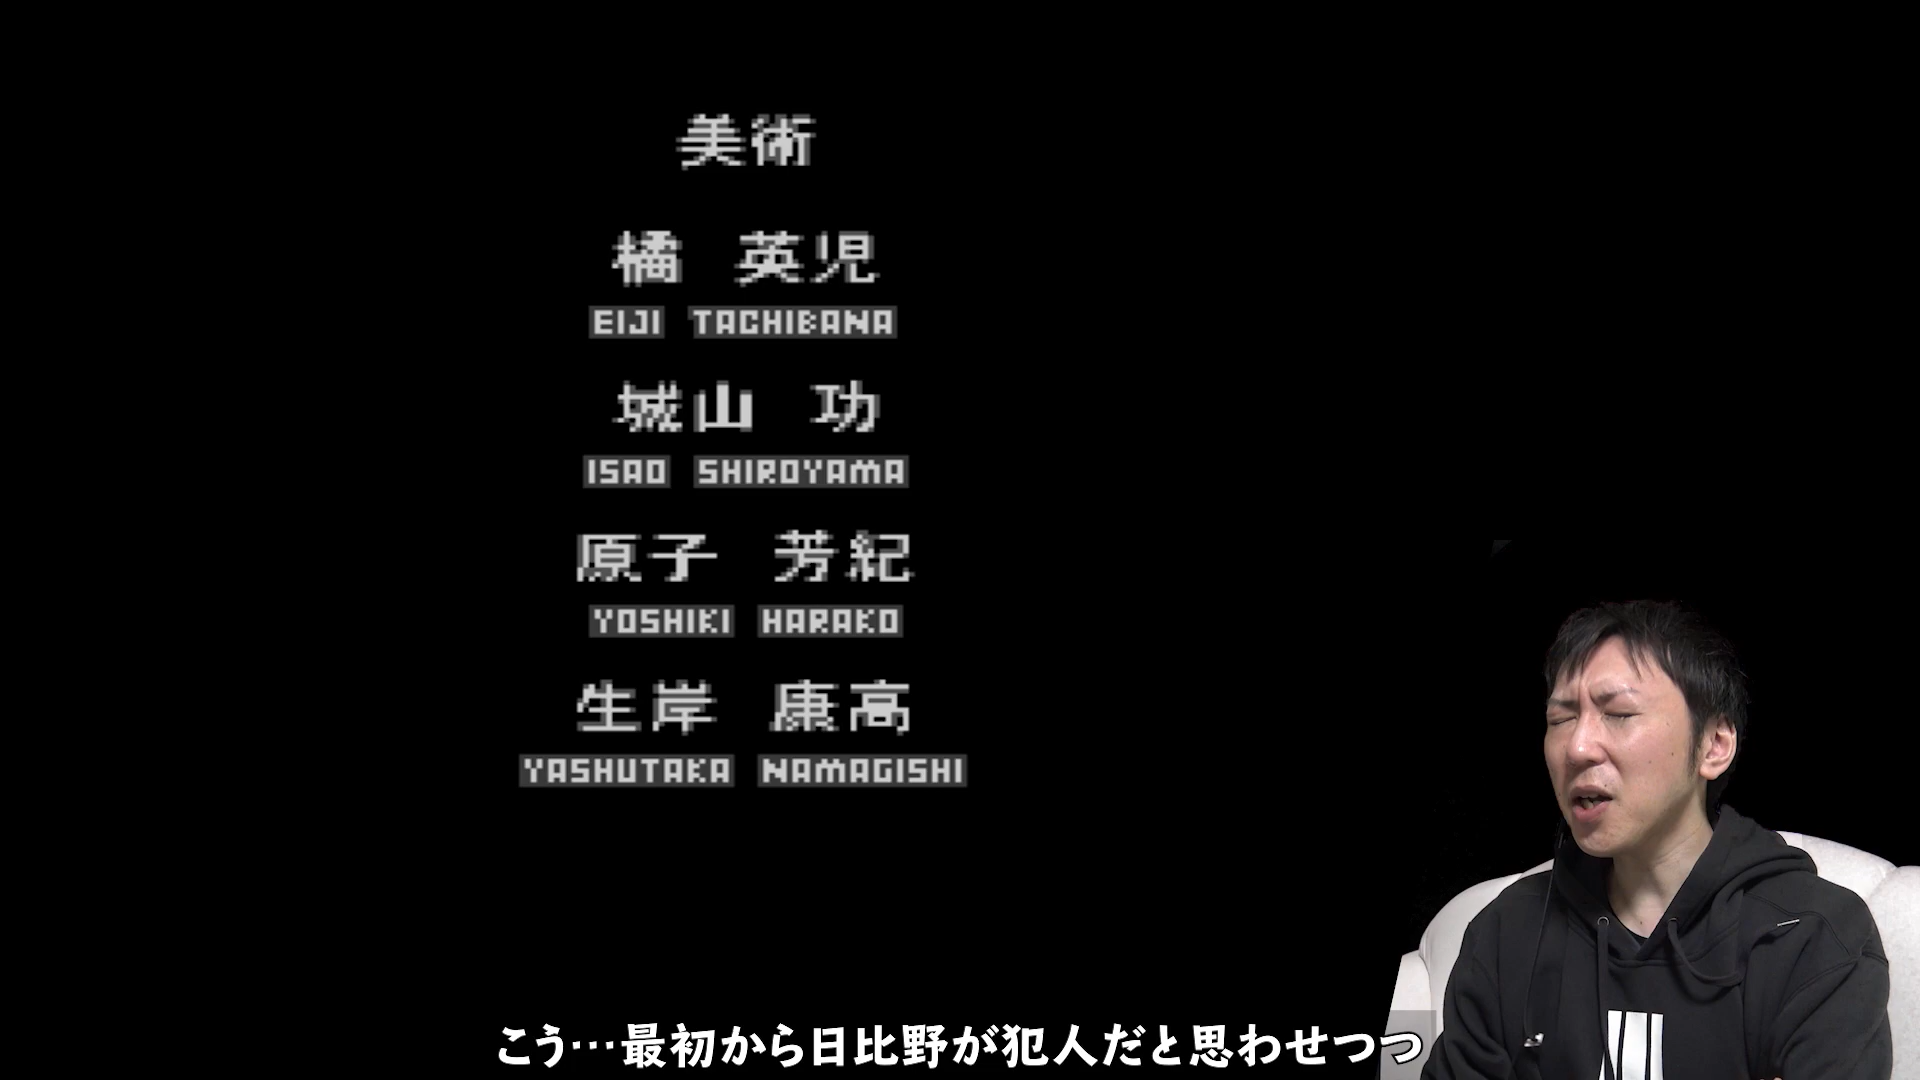 美術
橘 英児
EIJI TACHIBANA
城山 功
ISAO SHIROYAMA
原子 芳紀
YOSHIKI HARAKO
生岸 康高
YASHUTAKA NAMAGISHI
こう…最初から日比野が犯人だと思わせつつ